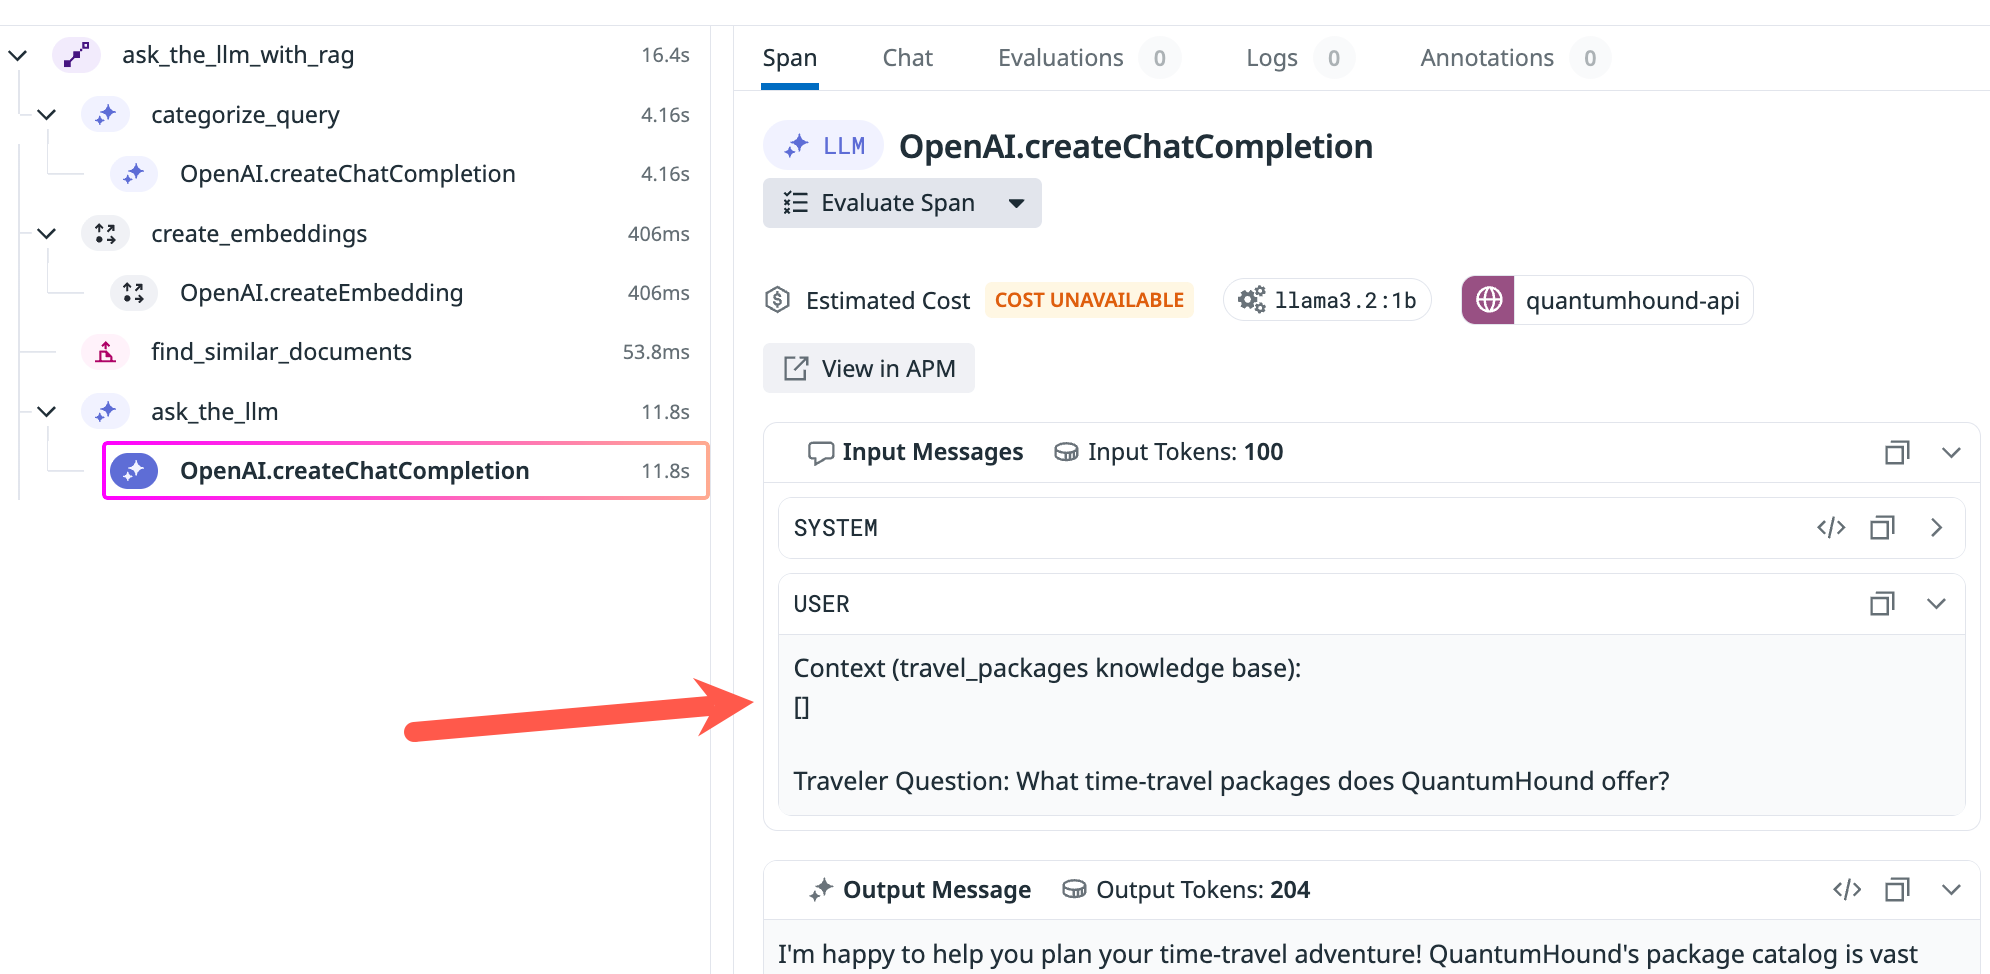 ask_the_llm_with_rag 16.4s
categorize_query 4.16s
OpenAI.createChatCompletion 4.16s
create_embeddings 406ms
OpenAI.createEmbedding 406ms
find_similar_documents 53.8ms
ask_the_llm 11.8s
OpenAI.createChatCompletion 11.8s
Span Chat Evaluations 0 Logs 0 Annotations 0
LLM OpenAI.createChatCompletion
Evaluate Span
Estimated Cost COST UNAVAILABLE llama3.2:1b quantumhound-api
View in APM
Input Messages Input Tokens: 100
SYSTEM
USER
Context (travel_packages knowledge base):
[]
Traveler Question: What time-travel packages does QuantumHound offer?
Output Message Output Tokens: 204
I'm happy to help you plan your time-travel adventure! QuantumHound's package catalog is vast